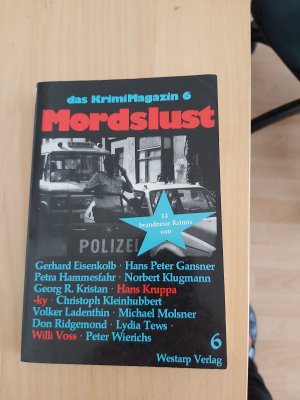 das KrimiMagazin 6
Mordslust
14
brandneue Krimis
von
POLIZEI
Gerhard Eisenkolb · Hans Peter Gansner
Petra Hammesfahr · Norbert Klugmann
Georg R. Kristan · Hans Kruppa
-ky · Christoph Kleinhubbert
Volker Ladenthin · Michael Molsner
Don Ridgemond · Lydia Tews ·
Willi Voss · Peter Wierichs
6
Westarp Verlag